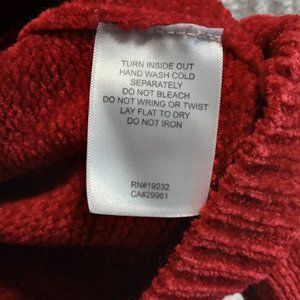 TURN INSIDE OUT
HAND WASH COLD
SEPARATELY
DO NOT BLEACH
DO NOT WRING OR TWIST
LAY FLAT TO DRY
DO NOT IRON
RN#19232
CA#29951